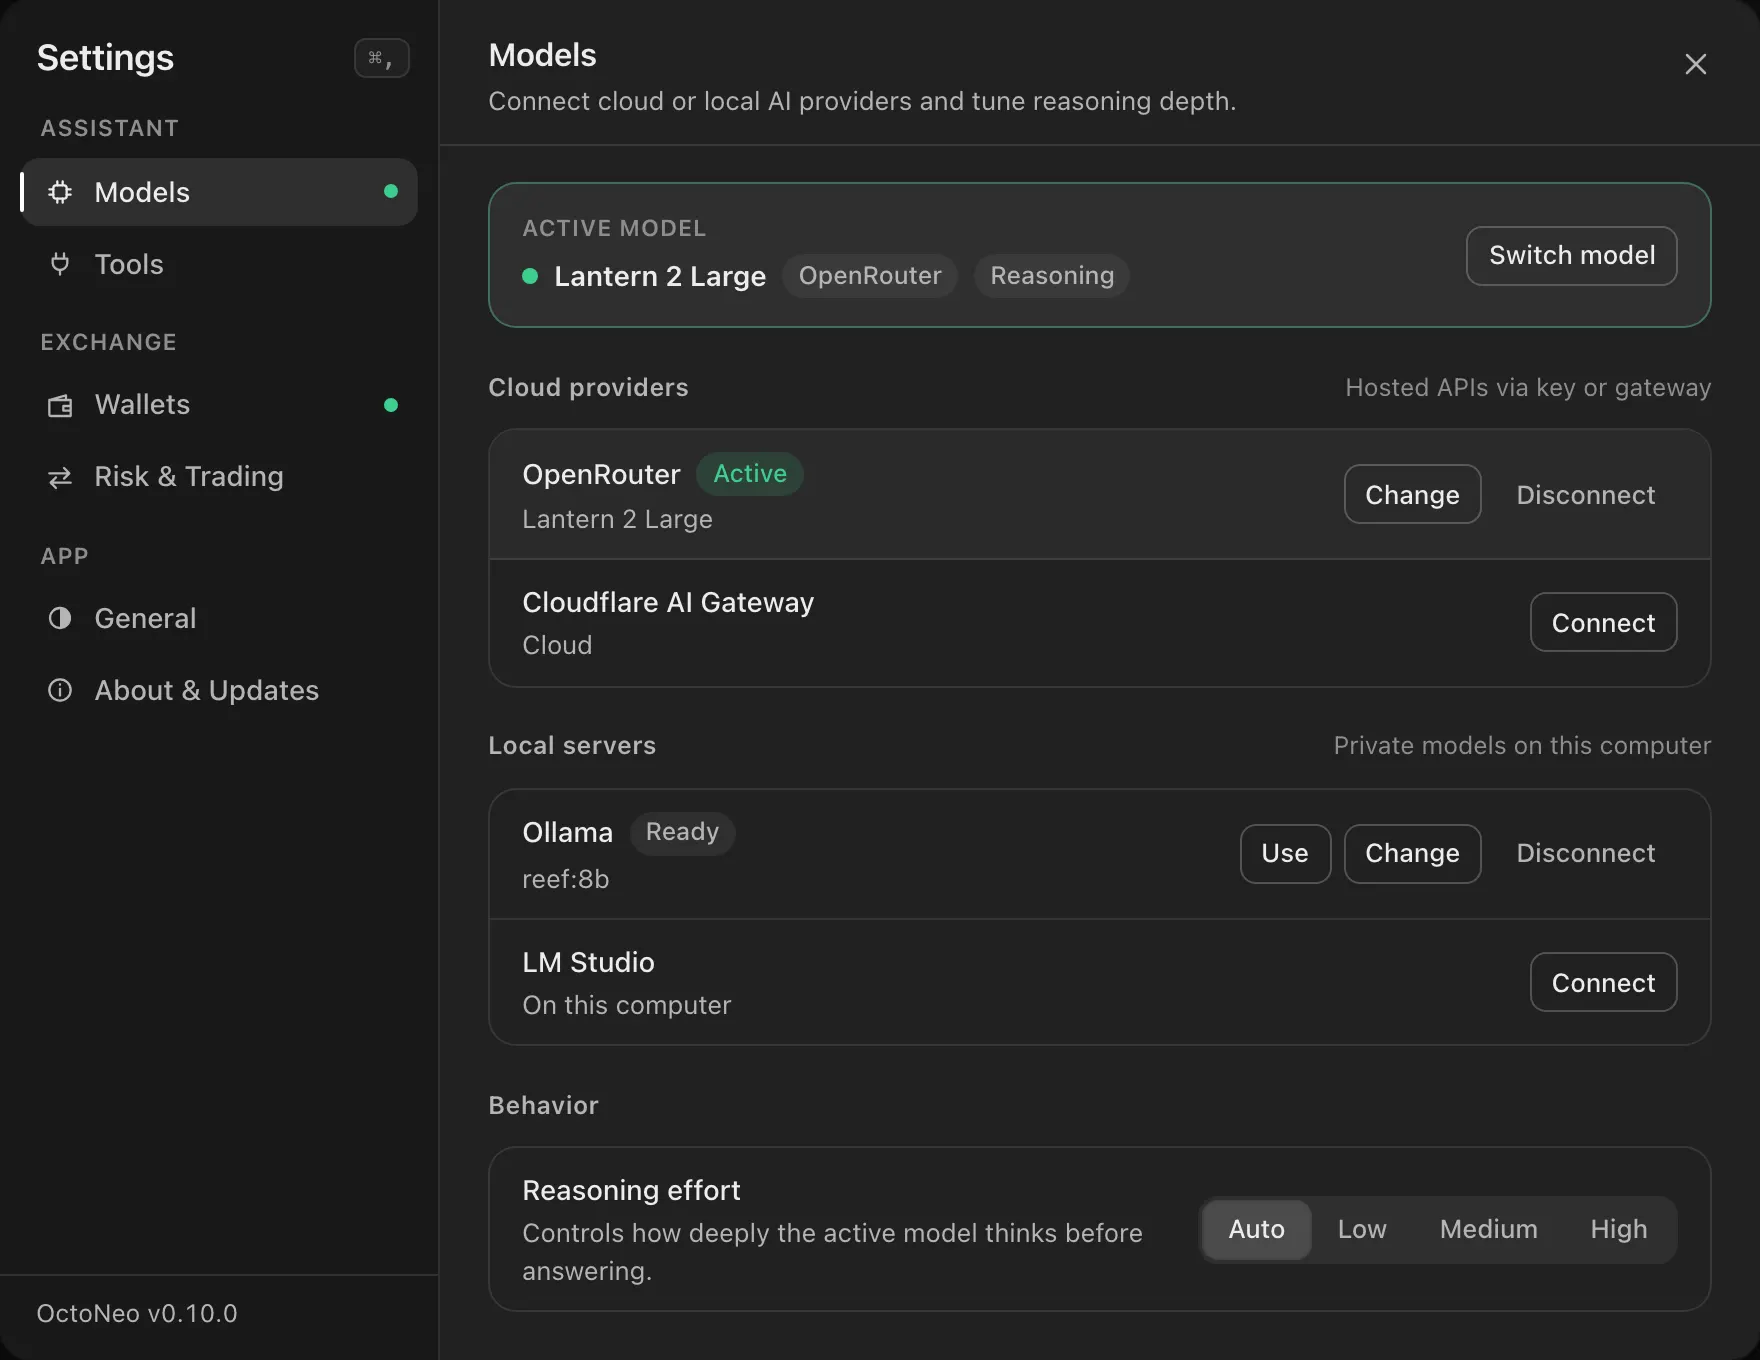 Settings
⌘,
ASSISTANT
Models
Tools
EXCHANGE
Wallets
Risk & Trading
APP
General
About & Updates
OctoNeo v0.10.0
Models
Connect cloud or local AI providers and tune reasoning depth.
ACTIVE MODEL
Lantern 2 Large OpenRouter Reasoning
Switch model
Cloud providers
Hosted APIs via key or gateway
OpenRouter Active
Lantern 2 Large
Change Disconnect
Cloudflare AI Gateway
Cloud
Connect
Local servers
Private models on this computer
Ollama Ready
reef:8b
Use Change Disconnect
LM Studio
On this computer
Connect
Behavior
Reasoning effort
Controls how deeply the active model thinks before
answering.
Auto Low Medium High